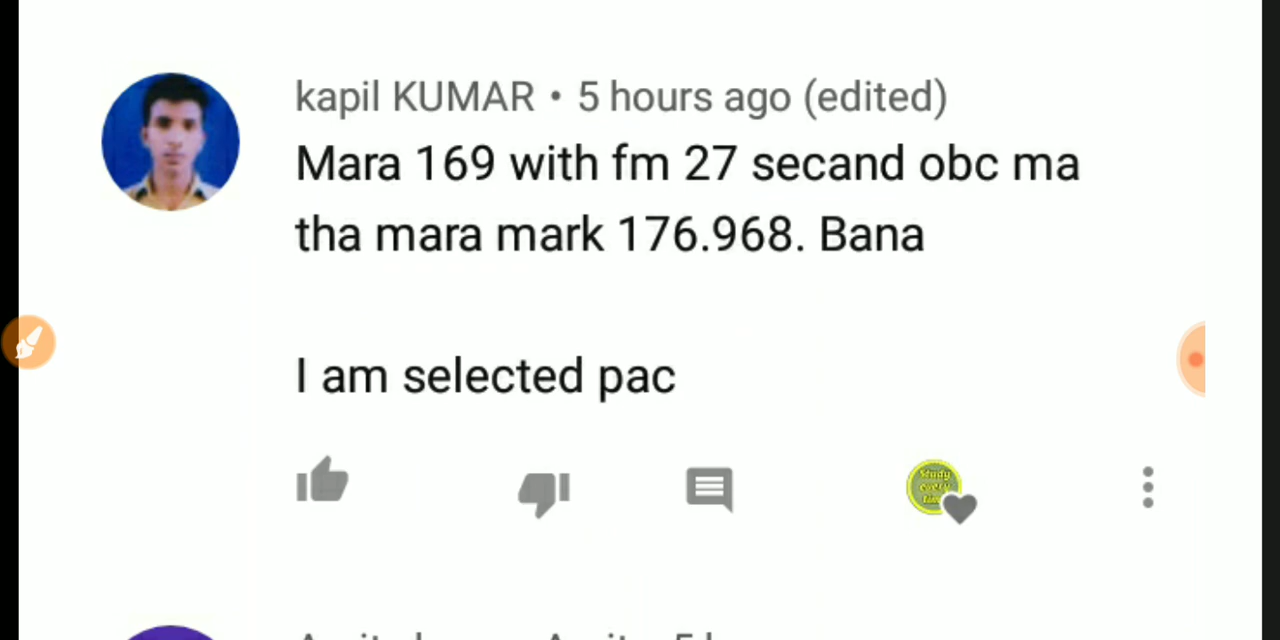 kapil KUMAR • 5 hours ago (edited)
Mara 169 with fm 27 secand obc ma
tha mara mark 176.968. Bana
I am selected pac
Study